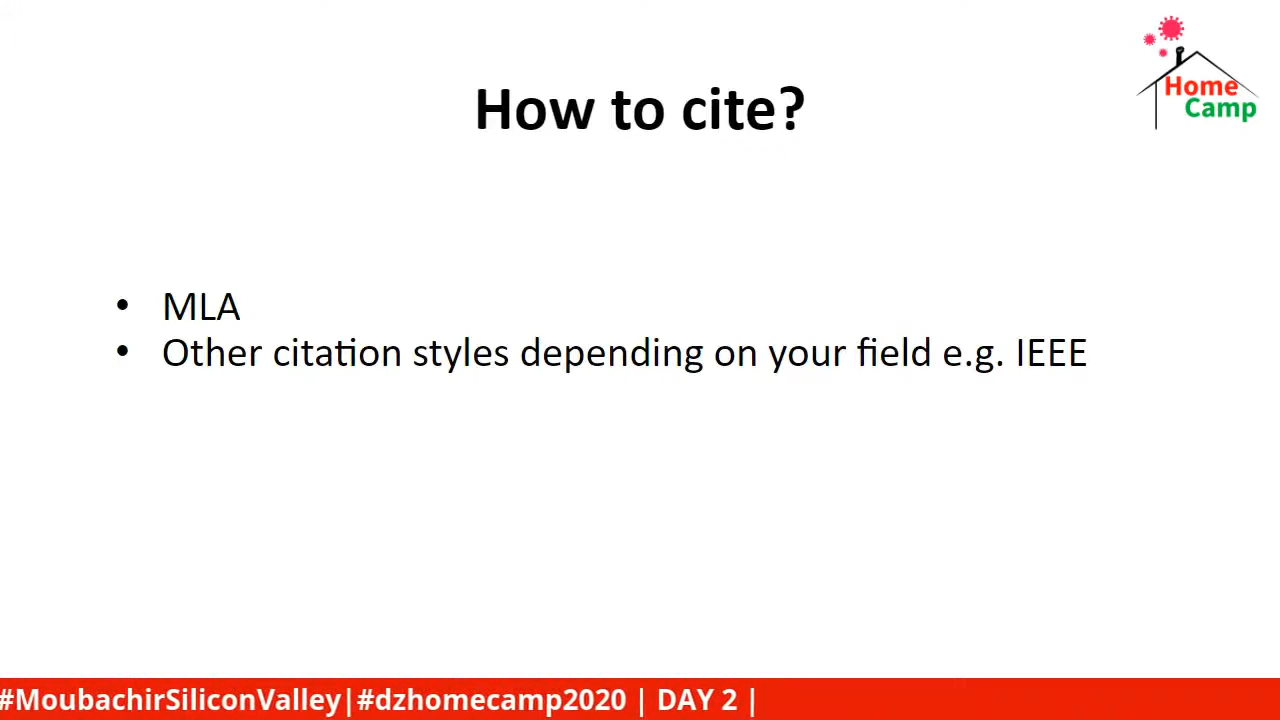 Home
Camp
How to cite?
• MLA
• Other citation styles depending on your field e.g. IEEE
#MoubachirSiliconValley|#dzhomecamp2020 | DAY 2 |